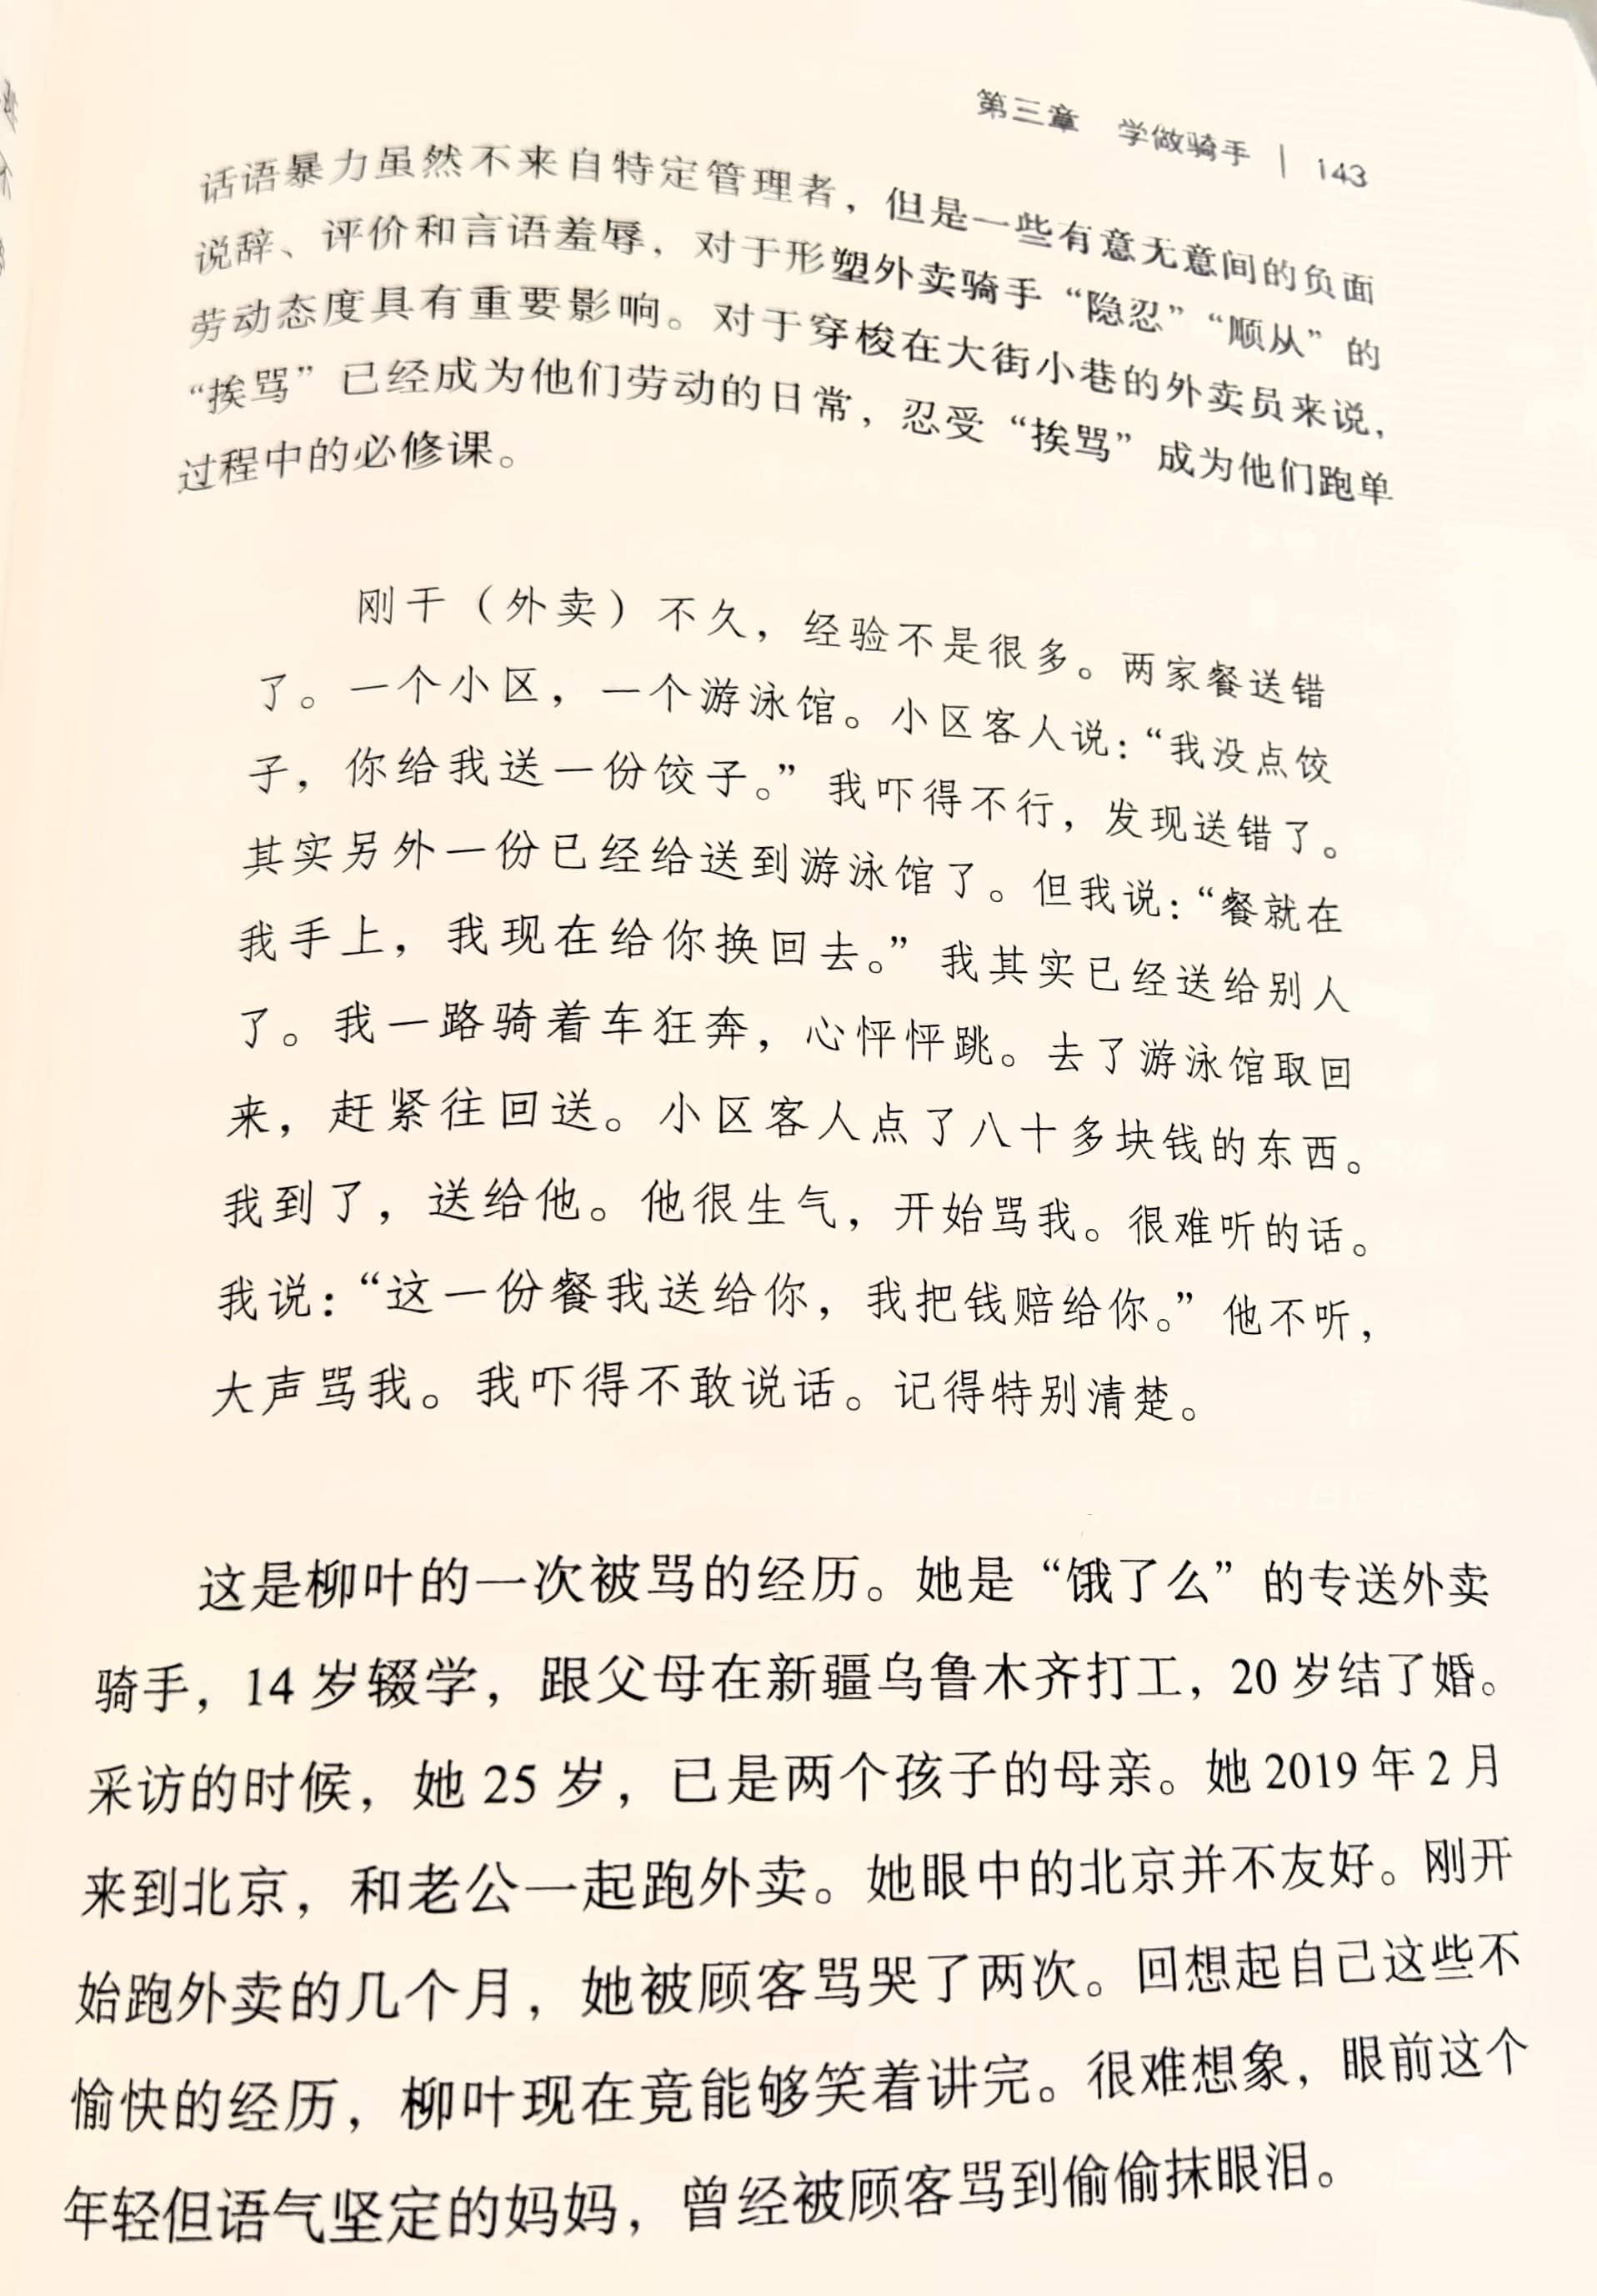 第三章 学做骑手 | 143
话语暴力虽然不来自特定管理者，但是一些有意无意间的负面
说辞、评价和言语羞辱，对于形塑外卖骑手“隐忍”“顺从”的
劳动态度具有重要影响。对于穿梭在大街小巷的外卖员来说，
“挨骂”已经成为他们劳动的日常，忍受“挨骂”成为他们跑单
过程中的必修课。
刚干（外卖）不久，经验不是很多。两家餐送错
了。一个小区，一个游泳馆。小区客人说：“我没点饺
子，你给我送一份饺子。”我吓得不行，发现送错了。
其实另外一份已经给送到游泳馆了。但我说：“餐就在
我手上，我现在给你换回去。”我其实已经送给别人
了。我一路骑着车狂奔，心怦怦跳。去了游泳馆取回
来，赶紧往回送。小区客人点了八十多块钱的东西。
我到了，送给他。他很生气，开始骂我。很难听的话。
我说：“这一份餐我送给你，我把钱赔给你。”他不听，
大声骂我。我吓得不敢说话。记得特别清楚。
这是柳叶的一次被骂的经历。她是“饿了么”的专送外卖
骑手，14 岁辍学，跟父母在新疆乌鲁木齐打工，20 岁结了婚。
采访的时候，她 25 岁，已是两个孩子的母亲。她 2019 年 2 月
来到北京，和老公一起跑外卖。她眼中的北京并不友好。刚开
始跑外卖的几个月，她被顾客骂哭了两次。回想起自己这些不
愉快的经历，柳叶现在竟能够笑着讲完。很难想象，眼前这个
年轻但语气坚定的妈妈，曾经被顾客骂到偷偷抹眼泪。